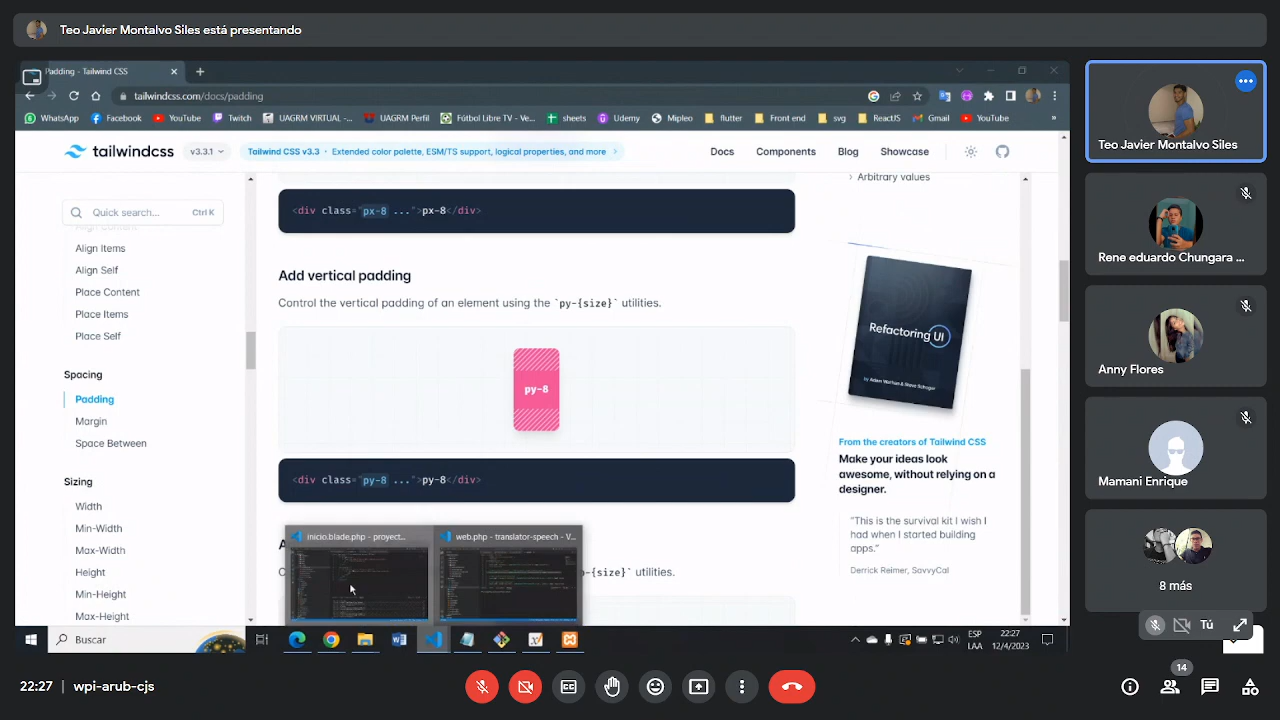 Teo Javier Montalvo Siles está presentando
Padding - Tailwind CSS
tailwindcss.com/docs/padding
WhatsApp Facebook YouTube Twitch UAGRM VIRTUAL -... UAGRM Perfil Fútbol Libre TV - Ve... sheets Udemy Mipleo flutter Front end svg ReactJS Gmail YouTube »
tailwindcss v3.3.1 Tailwind CSS v3.3 · Extended color palette, ESM/TS support, logical properties, and more Docs Components Blog Showcase
Quick search... Ctrl K
Align Items
Align Self
Place Content
Place Items
Place Self
Spacing
Padding
Margin
Space Between
Sizing
Width
Min-Width
Max-Width
Height
Min-Height
Max-Height
<div class="px-8 ...">px-8</div>
Add vertical padding
Control the vertical padding of an element using the `py-{size}` utilities.
py-8
<div class="py-8 ...">py-8</div>
-{size}` utilities.
inicio.blade.php - proyect...
web.php - translator-speech - V...
Arbitrary values
Refactoring UI
by Adam Wathan & Steve Schoger
From the creators of Tailwind CSS
Make your ideas look
awesome, without relying on a
designer.
"This is the survival kit I wish I
had when I started building
apps."
Derrick Reimer, SavvyCal
Buscar
ESP
LAA
22:27
12/4/2023
Teo Javier Montalvo Siles
Rene eduardo Chungara ...
Anny Flores
Mamani Enrique
8 más
Tú
22:27 | wpi-arub-cjs
14